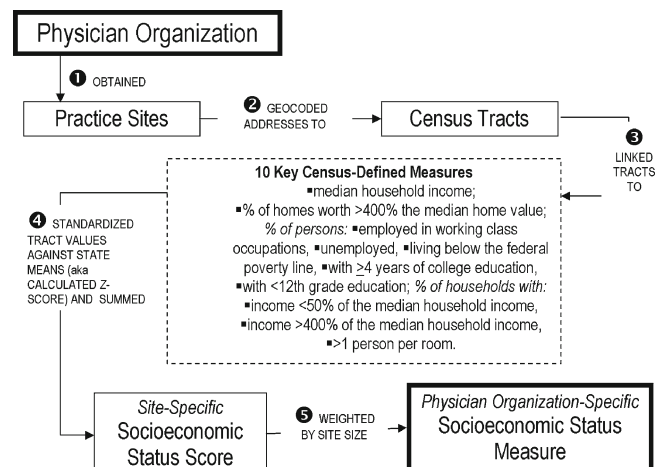 Physician Organization
❶ OBTAINED
Practice Sites
❷ GEOCODED
ADDRESSES TO
Census Tracts
❸
LINKED
TRACTS
TO
10 Key Census-Defined Measures
▪median household income;
▪% of homes worth >400% the median home value;
% of persons: ▪employed in working class
occupations, ▪unemployed, ▪living below the federal
poverty line, ▪with ≥4 years of college education,
▪with <12th grade education; % of households with:
▪income <50% of the median household income,
▪income >400% of the median household income,
▪>1 person per room.
❹ STANDARDIZED
TRACT VALUES
AGAINST STATE
MEANS (aka
CALCULATED Z-
SCORE) AND SUMMED
Site-Specific
Socioeconomic
Status Score
❺ WEIGHTED
BY SITE SIZE
Physician Organization-Specific
Socioeconomic Status
Measure